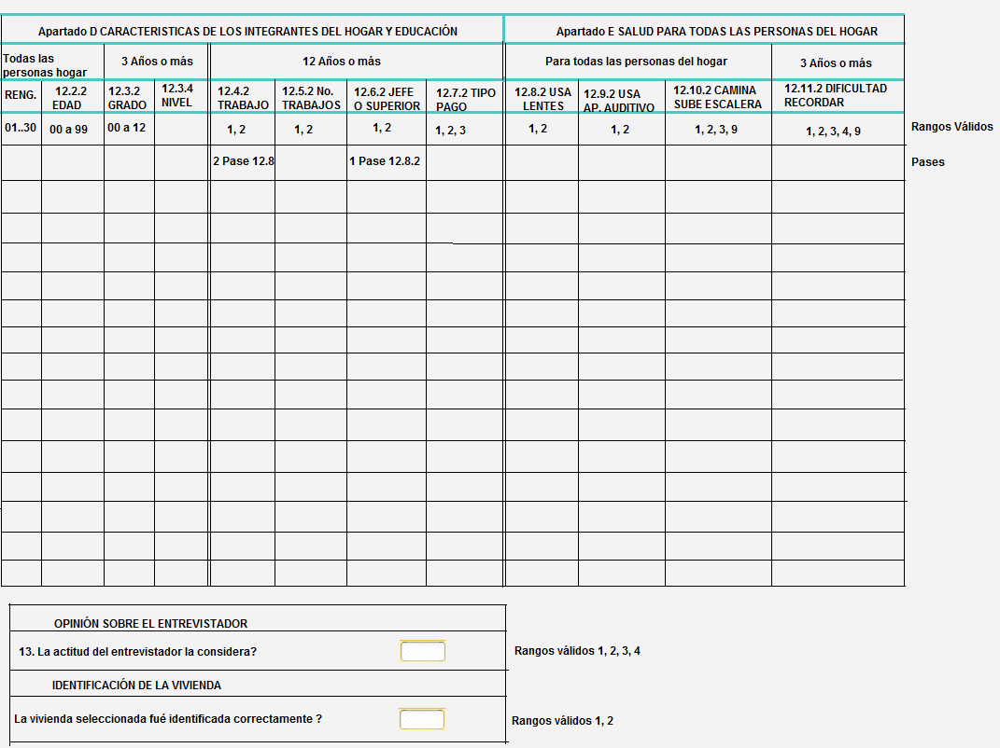 Apartado D CARACTERISTICAS DE LOS INTEGRANTES DEL HOGAR Y EDUCACIÓN
Apartado E SALUD PARA TODAS LAS PERSONAS DEL HOGAR
Todas las
personas hogar
3 Años o más
12 Años o más
Para todas las personas del hogar
3 Años o más
RENG.
12.2.2
EDAD
12.3.2
GRADO
12.3.4
NIVEL
12.4.2
TRABAJO
12.5.2 No.
TRABAJOS
12.6.2 JEFE
O SUPERIOR
12.7.2 TIPO
PAGO
12.8.2 USA
LENTES
12.9.2 USA
AP. AUDITIVO
12.10.2 CAMINA
SUBE ESCALERA
12.11.2 DIFICULTAD
RECORDAR
01..30
00 a 99
00 a 12
1, 2
1, 2
1, 2
1, 2, 3
1, 2
1, 2
1, 2, 3, 9
1, 2, 3, 4, 9
Rangos Válidos
2 Pase 12.8
1 Pase 12.8.2
Pases
OPINIÓN SOBRE EL ENTREVISTADOR
13. La actitud del entrevistador la considera?
Rangos válidos 1, 2, 3, 4
IDENTIFICACIÓN DE LA VIVIENDA
La vivienda seleccionada fué identificada correctamente ?
Rangos válidos 1, 2